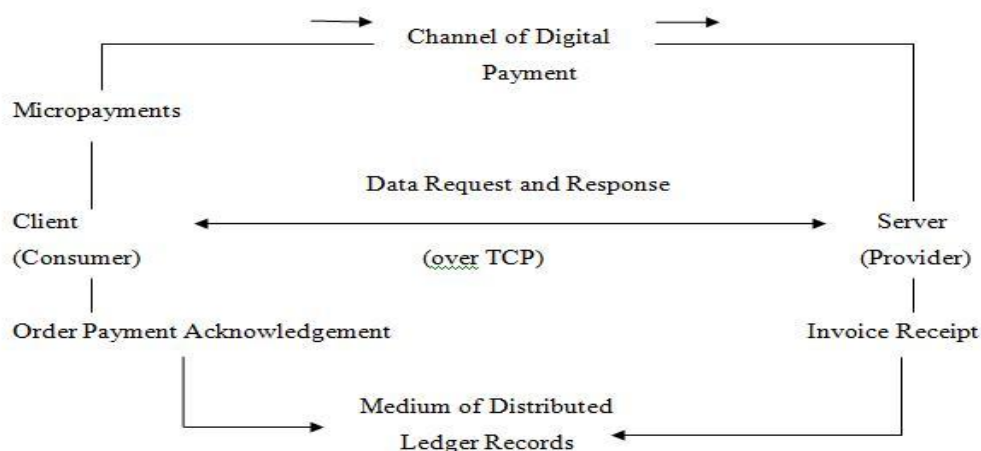 Channel of Digital
Payment
Micropayments
Data Request and Response
Client
Server
(Consumer)
(over TCP)
(Provider)
Order Payment Acknowledgement
Invoice Receipt
Medium of Distributed
Ledger Records